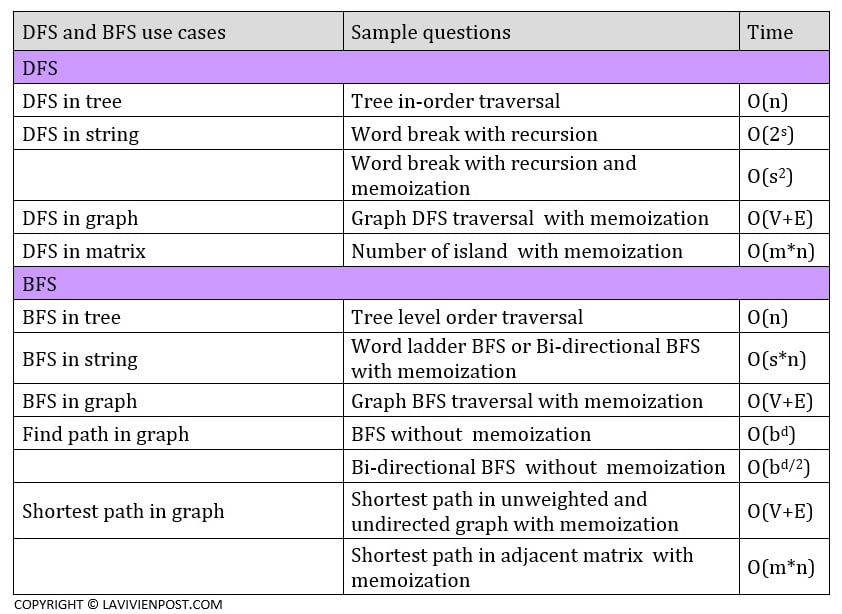 DFS and BFS use cases Sample questions Time
DFS
DFS in tree Tree in-order traversal O(n)
DFS in string Word break with recursion O(2ˢ)
Word break with recursion and
memoization O(s²)
DFS in graph Graph DFS traversal with memoization O(V+E)
DFS in matrix Number of island with memoization O(m*n)
BFS
BFS in tree Tree level order traversal O(n)
BFS in string Word ladder BFS or Bi-directional BFS
with memoization O(s*n)
BFS in graph Graph BFS traversal with memoization O(V+E)
Find path in graph BFS without memoization O(bᵈ)
Bi-directional BFS without memoization O(bᵈ/²)
Shortest path in graph Shortest path in unweighted and
undirected graph with memoization O(V+E)
Shortest path in adjacent matrix with
memoization O(m*n)
COPYRIGHT © LAVIVIENPOST.COM